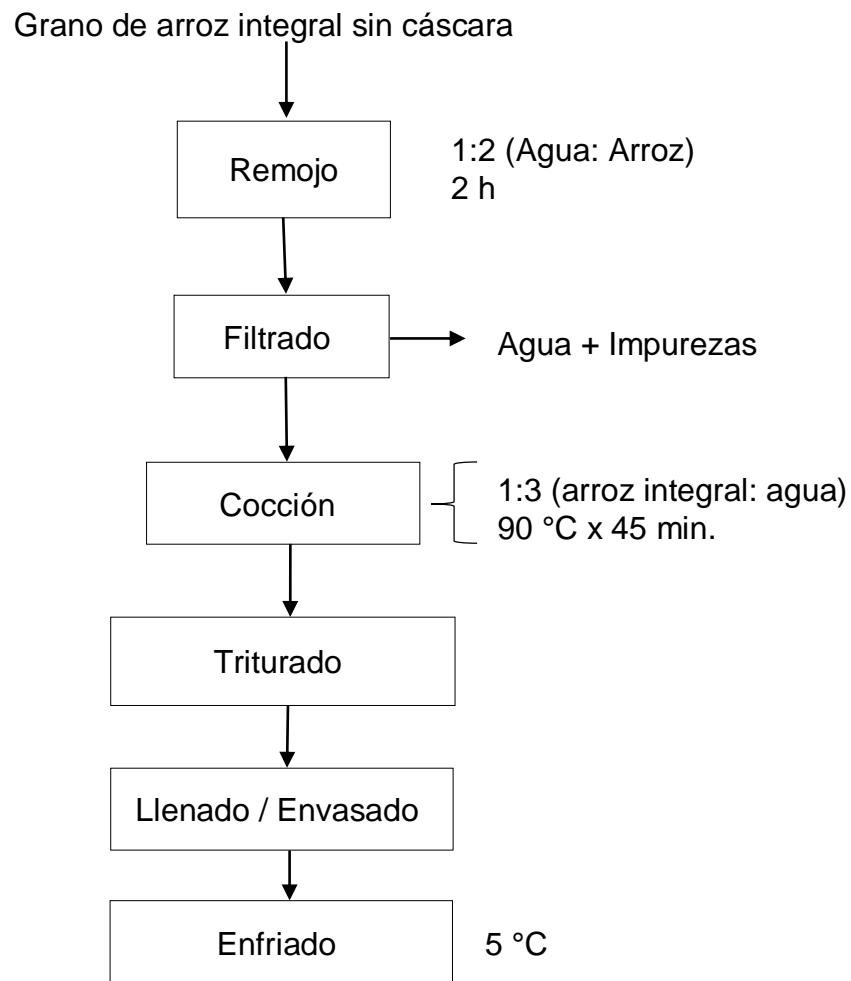 Grano de arroz integral sin cáscara
Remojo
1:2 (Agua: Arroz)
2 h
Filtrado
Agua + Impurezas
Cocción
1:3 (arroz integral: agua)
90 °C x 45 min.
Triturado
Llenado / Envasado
Enfriado
5 °C